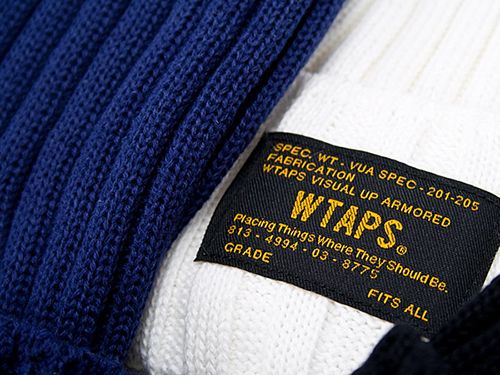 SPEC. WT - VUA SPEC - 201-205
FABRICATION
WTAPS VISUAL UP ARMORED
WTAPS®
Placing Things Where They Should Be.
813 - 4994 - 03 - 8775
GRADE
FITS ALL